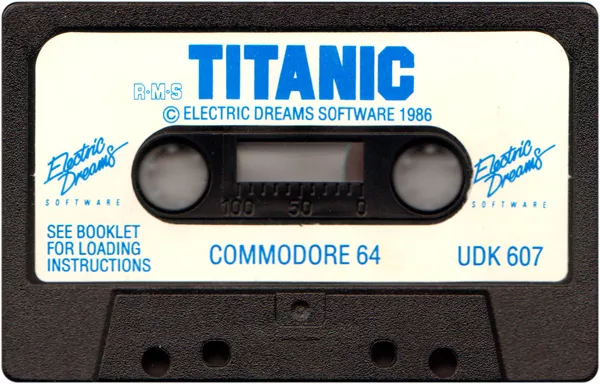 R·M·S TITANIC
© ELECTRIC DREAMS SOFTWARE 1986
Electric Dreams
SOFTWARE
Electric Dreams
SOFTWARE
100 50 0
SEE BOOKLET
FOR LOADING
INSTRUCTIONS
COMMODORE 64
UDK 607